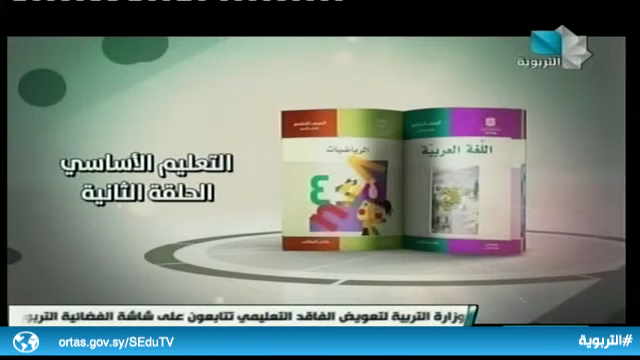 التربوية
التعليم الأساسي
الحلقة الثانية
الرياضيات
اللغة العربية
وزارة التربية لتعويض الفاقد التعليمي تتابعون على شاشة الفضائية التربو
ortas.gov.sy/SEduTV
#التربوية